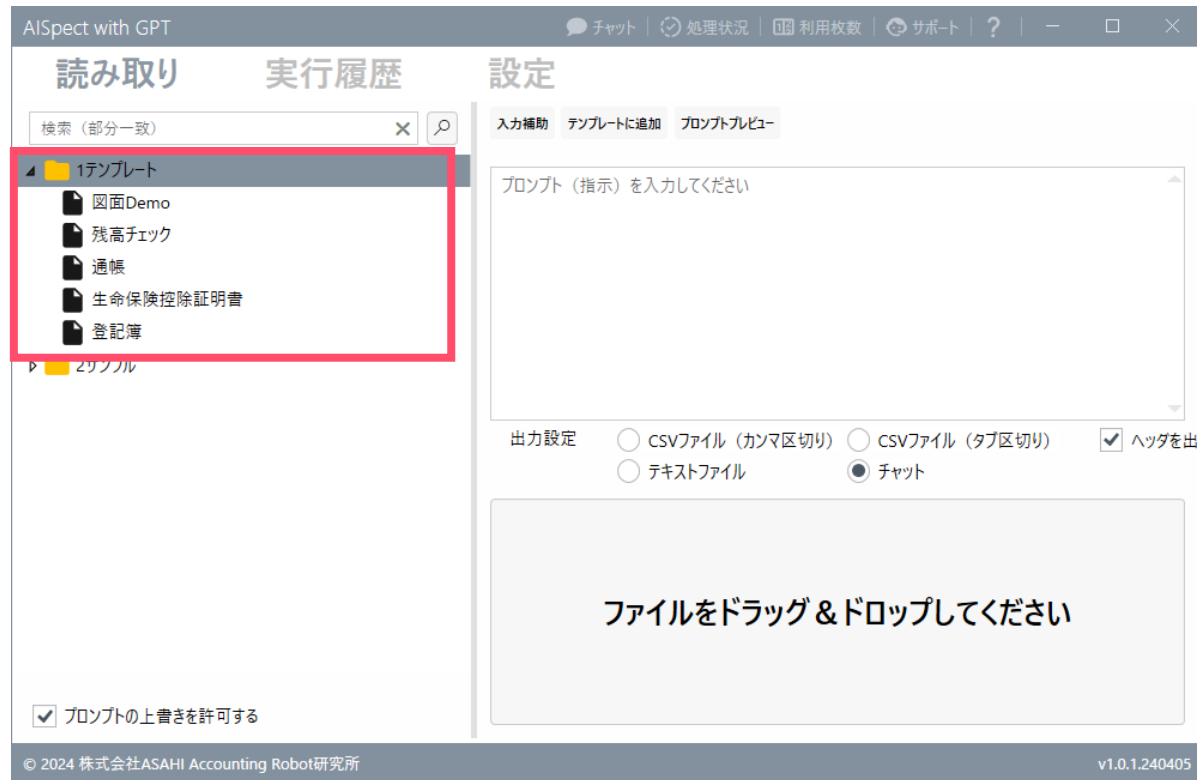 AISpect with GPT
チャット 処理状況 利用枚数 サポート ?
読み取り 実行履歴 設定
検索（部分一致）
入力補助 テンプレートに追加 プロンプトプレビュー
1テンプレート
図面Demo
残高チェック
通帳
生命保険控除証明書
登記簿
2サンプル
プロンプト（指示）を入力してください
出力設定 CSVファイル（カンマ区切り） CSVファイル（タブ区切り） ヘッダを出
テキストファイル チャット
ファイルをドラッグ＆ドロップしてください
プロンプトの上書きを許可する
© 2024 株式会社ASAHI Accounting Robot研究所 v1.0.1.240405